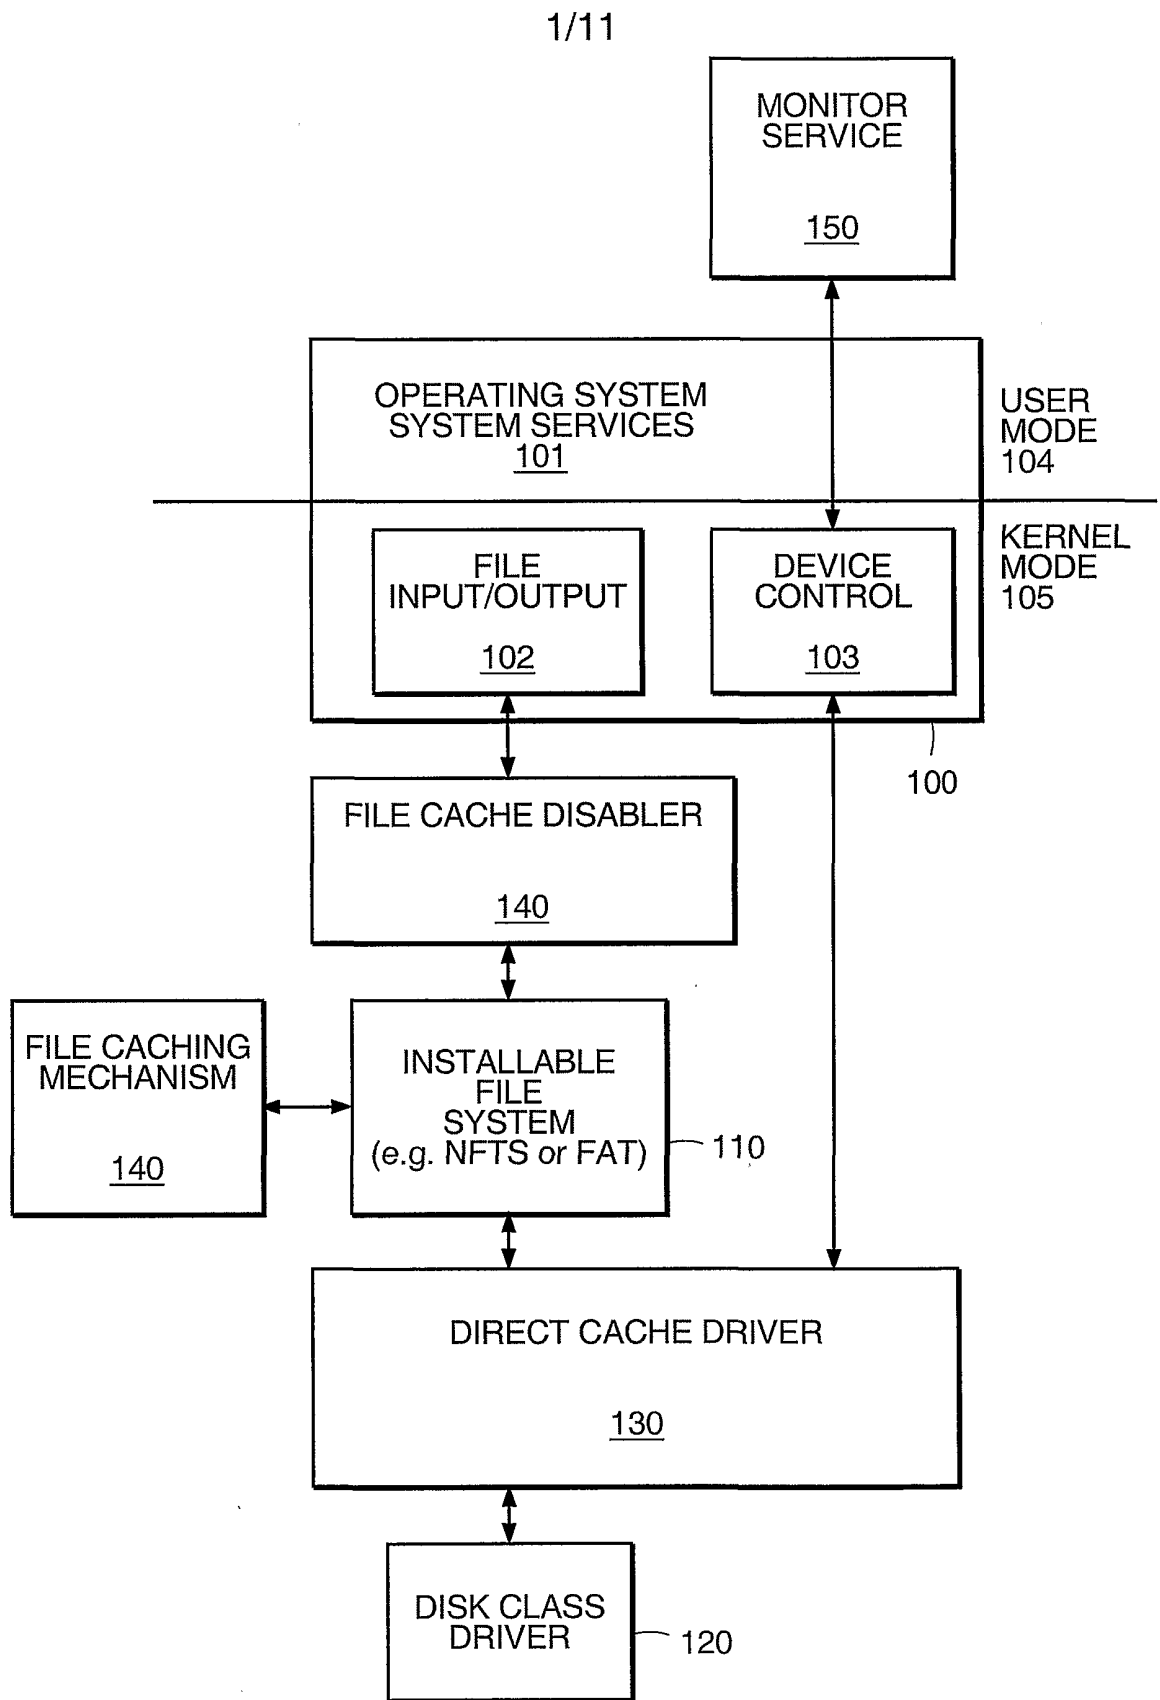 1/11
MONITOR
SERVICE
150
OPERATING SYSTEM
SYSTEM SERVICES
101
USER
MODE
104
FILE
INPUT/OUTPUT
102
DEVICE
CONTROL
103
KERNEL
MODE
105
100
FILE CACHE DISABLER
140
FILE CACHING
MECHANISM
140
INSTALLABLE
FILE
SYSTEM
(e.g. NFTS or FAT)
110
DIRECT CACHE DRIVER
130
DISK CLASS
DRIVER
120